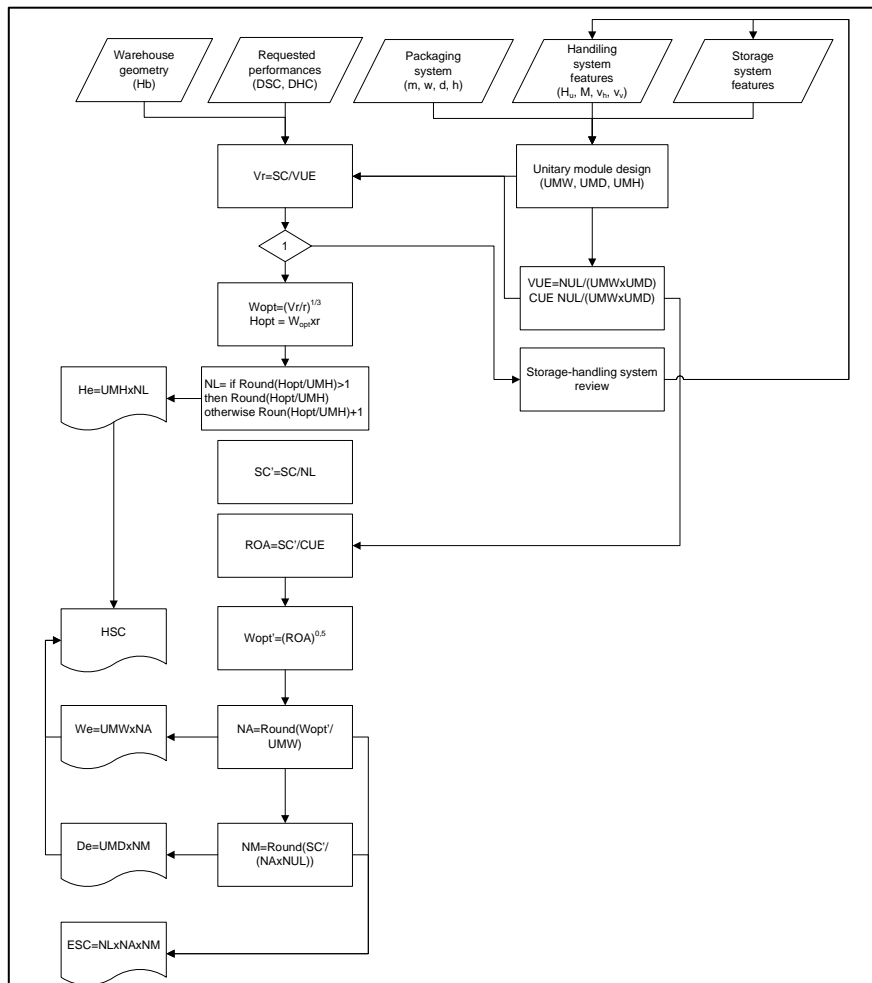 Warehouse
geometry
(Hb)
Requested
performances
(DSC, DHC)
Packaging
system
(m, w, d, h)
Handiling
system
features
(Hu, M, vh, vv)
Storage
system
features
Vr=SC/VUE
Unitary module design
(UMW, UMD, UMH)
1
VUE=NUL/(UMWxUMD)
CUE NUL/(UMWxUMD)
Wopt=(Vr/r)1/3
Hopt = Woptxr
Storage-handling system
review
He=UMHxNL
NL= if Round(Hopt/UMH)>1
then Round(Hopt/UMH)
otherwise Roun(Hopt/UMH)+1
SC'=SC/NL
ROA=SC'/CUE
HSC
Wopt'=(ROA)0,5
We=UMWxNA
NA=Round(Wopt'/
UMW)
De=UMDxNM
NM=Round(SC'/
(NAxNUL))
ESC=NLxNAxNM